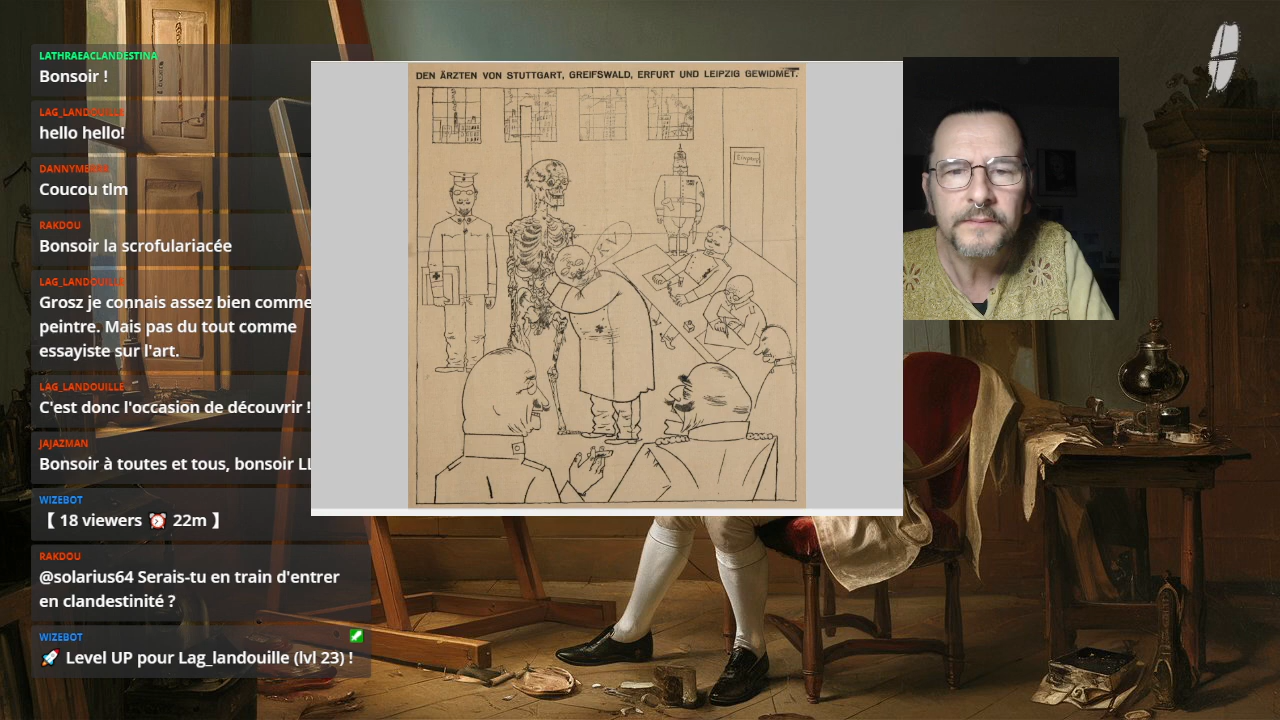 LATHRAEACLANDESTINA
Bonsoir !
LAG_LANDOUILLE
hello hello!
Coucou tlm
RAKDOU
Bonsoir la scrofulariacée
LAG_LANDOUILLE
Grosz je connais assez bien comme
peintre. Mais pas du tout comme
essayiste sur l'art.
LAG_LANDOUILLE
C'est donc l'occasion de découvrir !
JAJAZMAN
Bonsoir à toutes et tous, bonsoir LL
WIZEBOT
【 18 viewers ⏰ 22m 】
RAKDOU
@solarius64 Serais-tu en train d'entrer
en clandestinité ?
WIZEBOT
🚀 Level UP pour Lag_landouille (lvl 23) !
DEN ÄRZTEN VON STUTTGART, GREIFSWALD, ERFURT UND LEIPZIG GEWIDMET.
KV